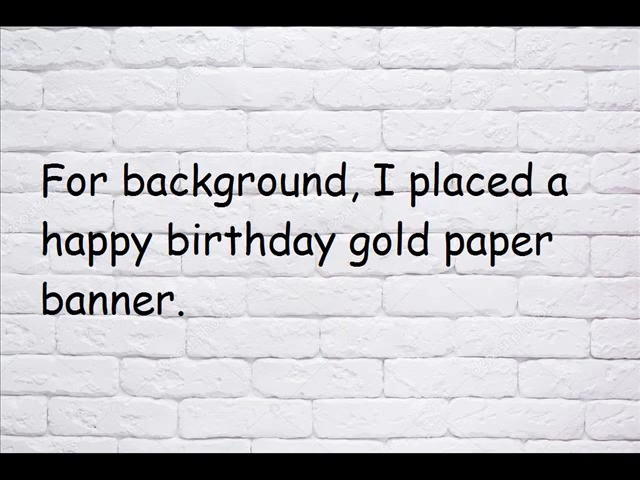 For background, I placed a
happy birthday gold paper
banner.